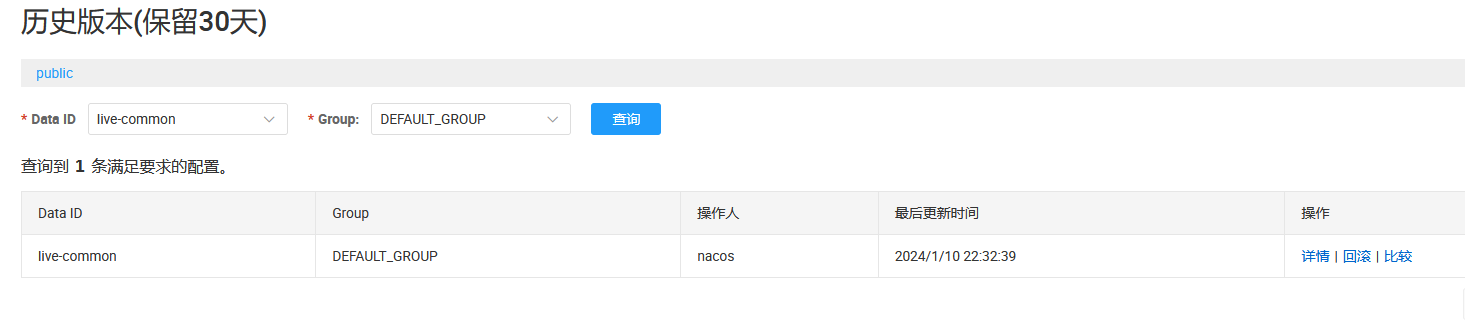 历史版本(保留30天)
public
* Data ID live-common * Group: DEFAULT_GROUP 查询
查询到 1 条满足要求的配置。
Data ID Group 操作人 最后更新时间 操作
live-common DEFAULT_GROUP nacos 2024/1/10 22:32:39 详情 | 回滚 | 比较